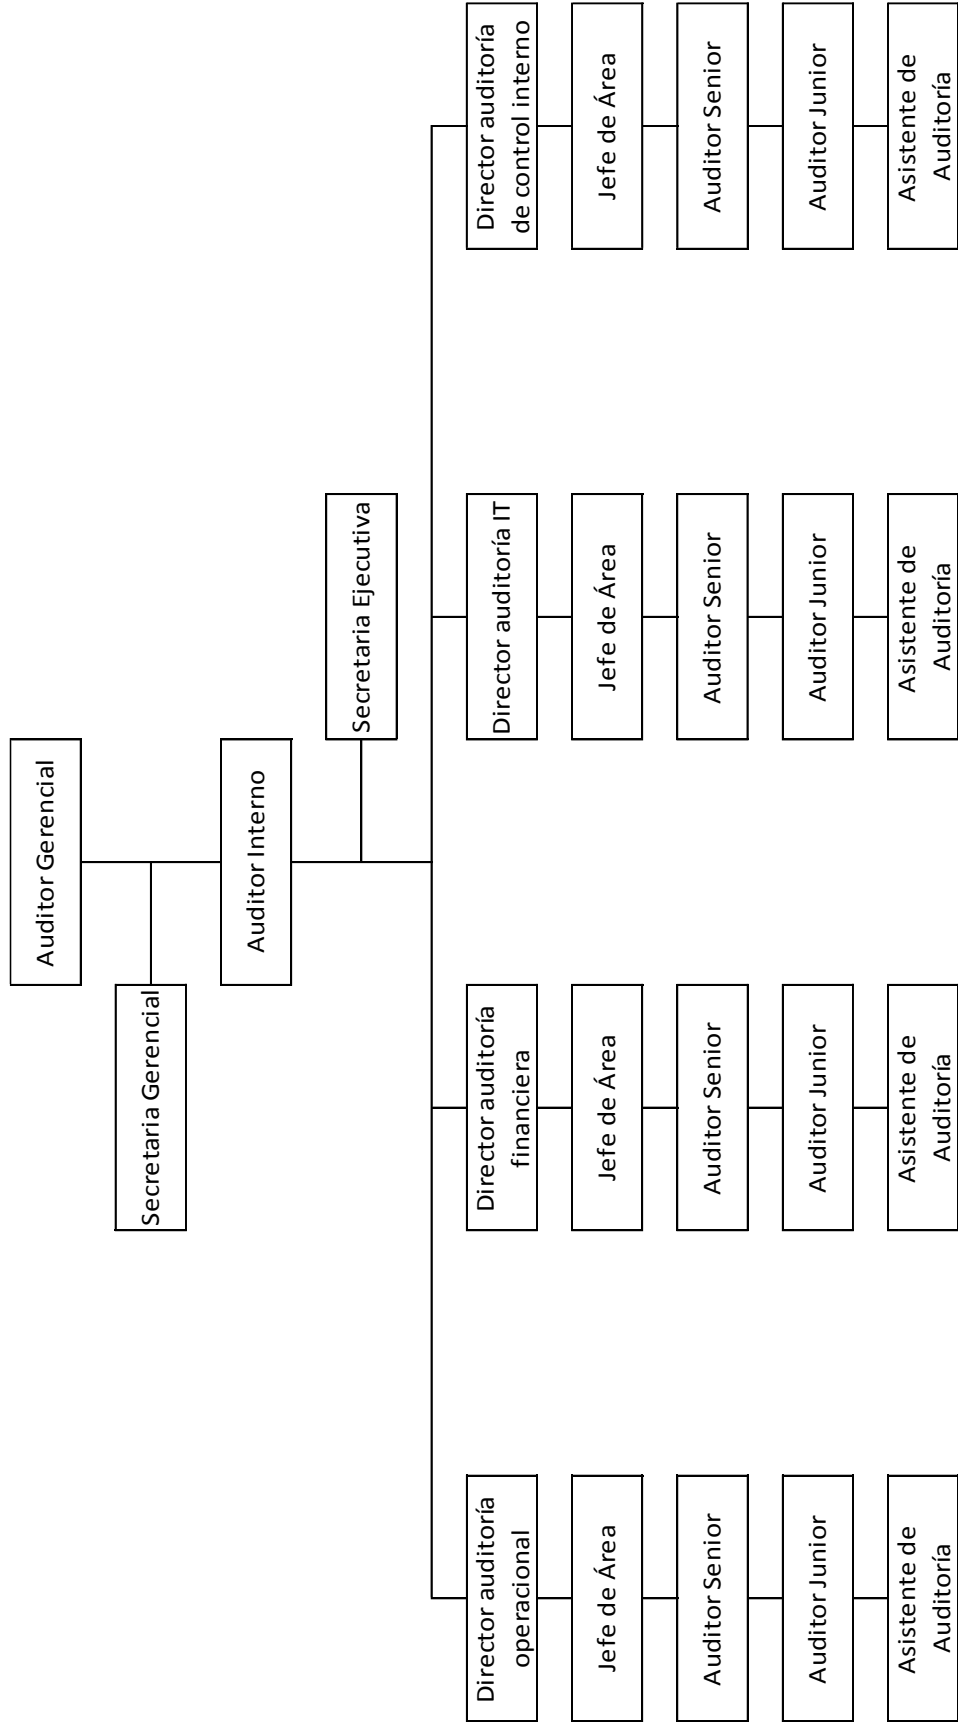 Auditor Gerencial
Secretaria Gerencial
Auditor Interno
Secretaria Ejecutiva
Director auditoría
operacional
Director auditoría
financiera
Director auditoría IT
Director auditoría
de control interno
Jefe de Área
Jefe de Área
Jefe de Área
Jefe de Área
Auditor Senior
Auditor Senior
Auditor Senior
Auditor Senior
Auditor Junior
Auditor Junior
Auditor Junior
Auditor Junior
Asistente de
Auditoría
Asistente de
Auditoría
Asistente de
Auditoría
Asistente de
Auditoría